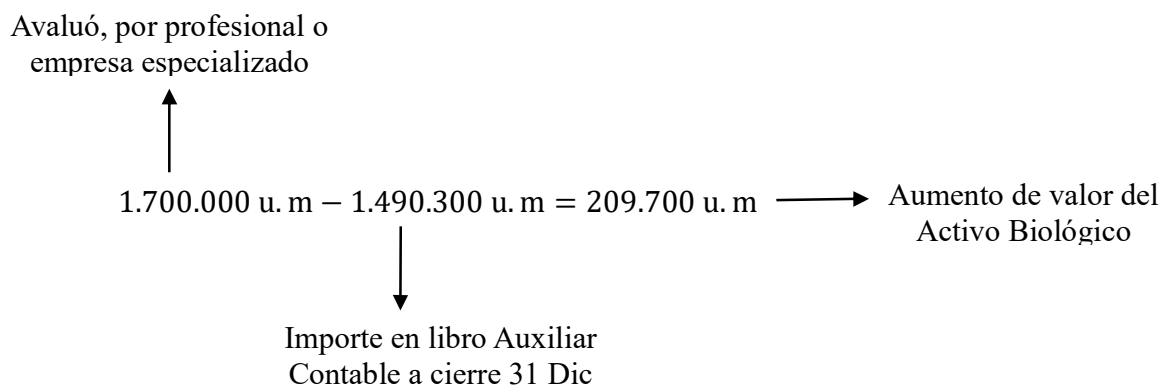 Avaluó, por profesional o
empresa especializado
1.700.000 u. m − 1.490.300 u. m = 209.700 u. m
Aumento de valor del
Activo Biológico
Importe en libro Auxiliar
Contable a cierre 31 Dic